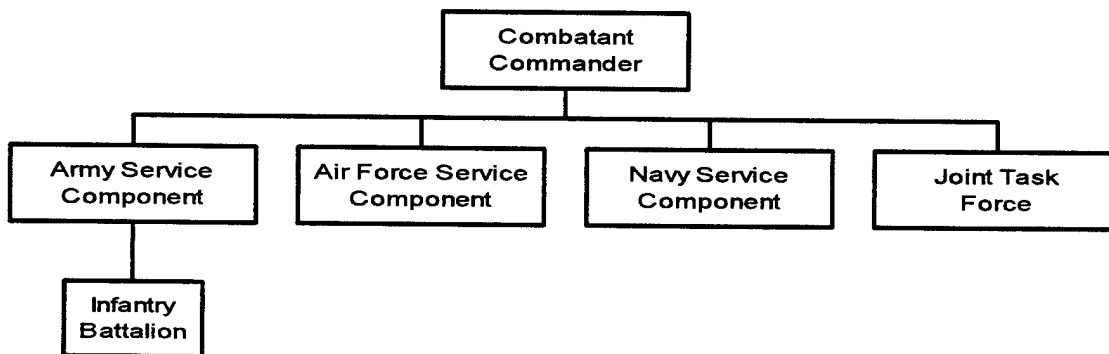 Combatant
Commander
Army Service
Component
Air Force Service
Component
Navy Service
Component
Joint Task
Force
Infantry
Battalion